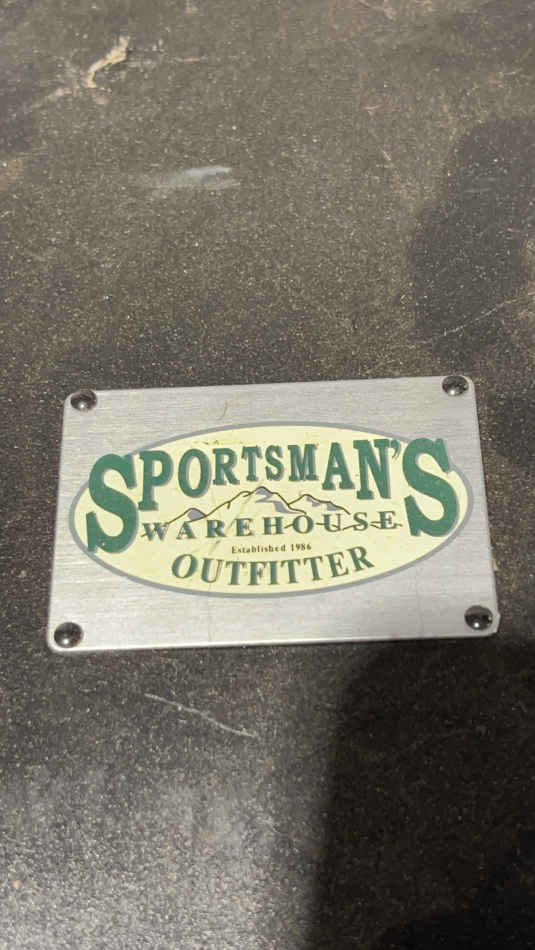 SPORTSMAN'S
WAREHOUSE
Established 1986
OUTFITTER